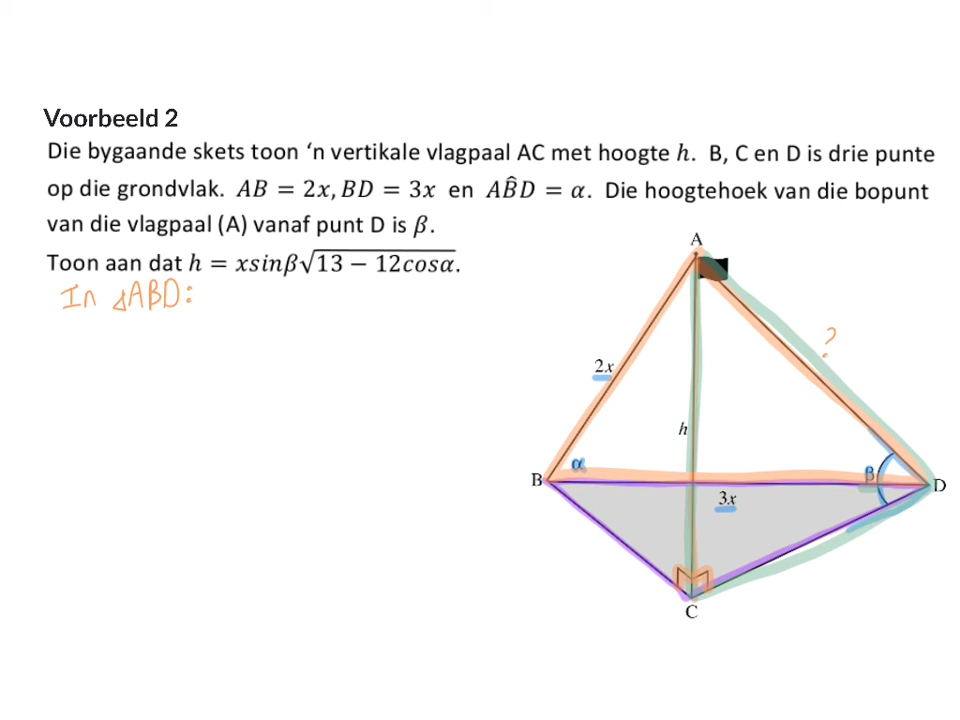 Voorbeeld 2
Die bygaande skets toon ‘n vertikale vlagpaal AC met hoogte h. B, C en D is drie punte
op die grondvlak. AB = 2x, BD = 3x en AB̂D = α. Die hoogtehoek van die bopunt
van die vlagpaal (A) vanaf punt D is β.
Toon aan dat h = xsinβ√13 − 12cosα.
In ΔABD:
A
?
2x
h
α
β
B
D
3x
C